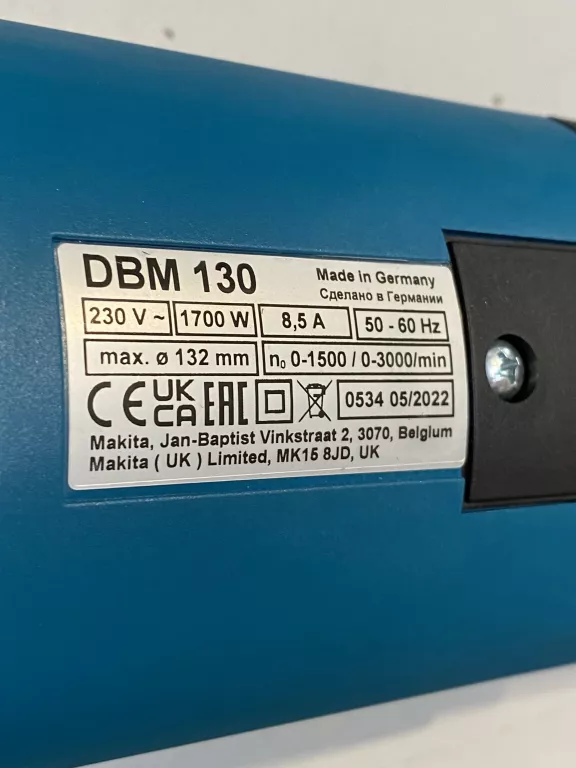 DBM 130
Made in Germany
Сделано в Германии
230 V ~ 1700 W 8,5 A 50 - 60 Hz
max. ø 132 mm n₀ 0-1500 / 0-3000/min
CE UK CA EAC 0534 05/2022
Makita, Jan-Baptist Vinkstraat 2, 3070, Belgium
Makita ( UK ) Limited, MK15 8JD, UK